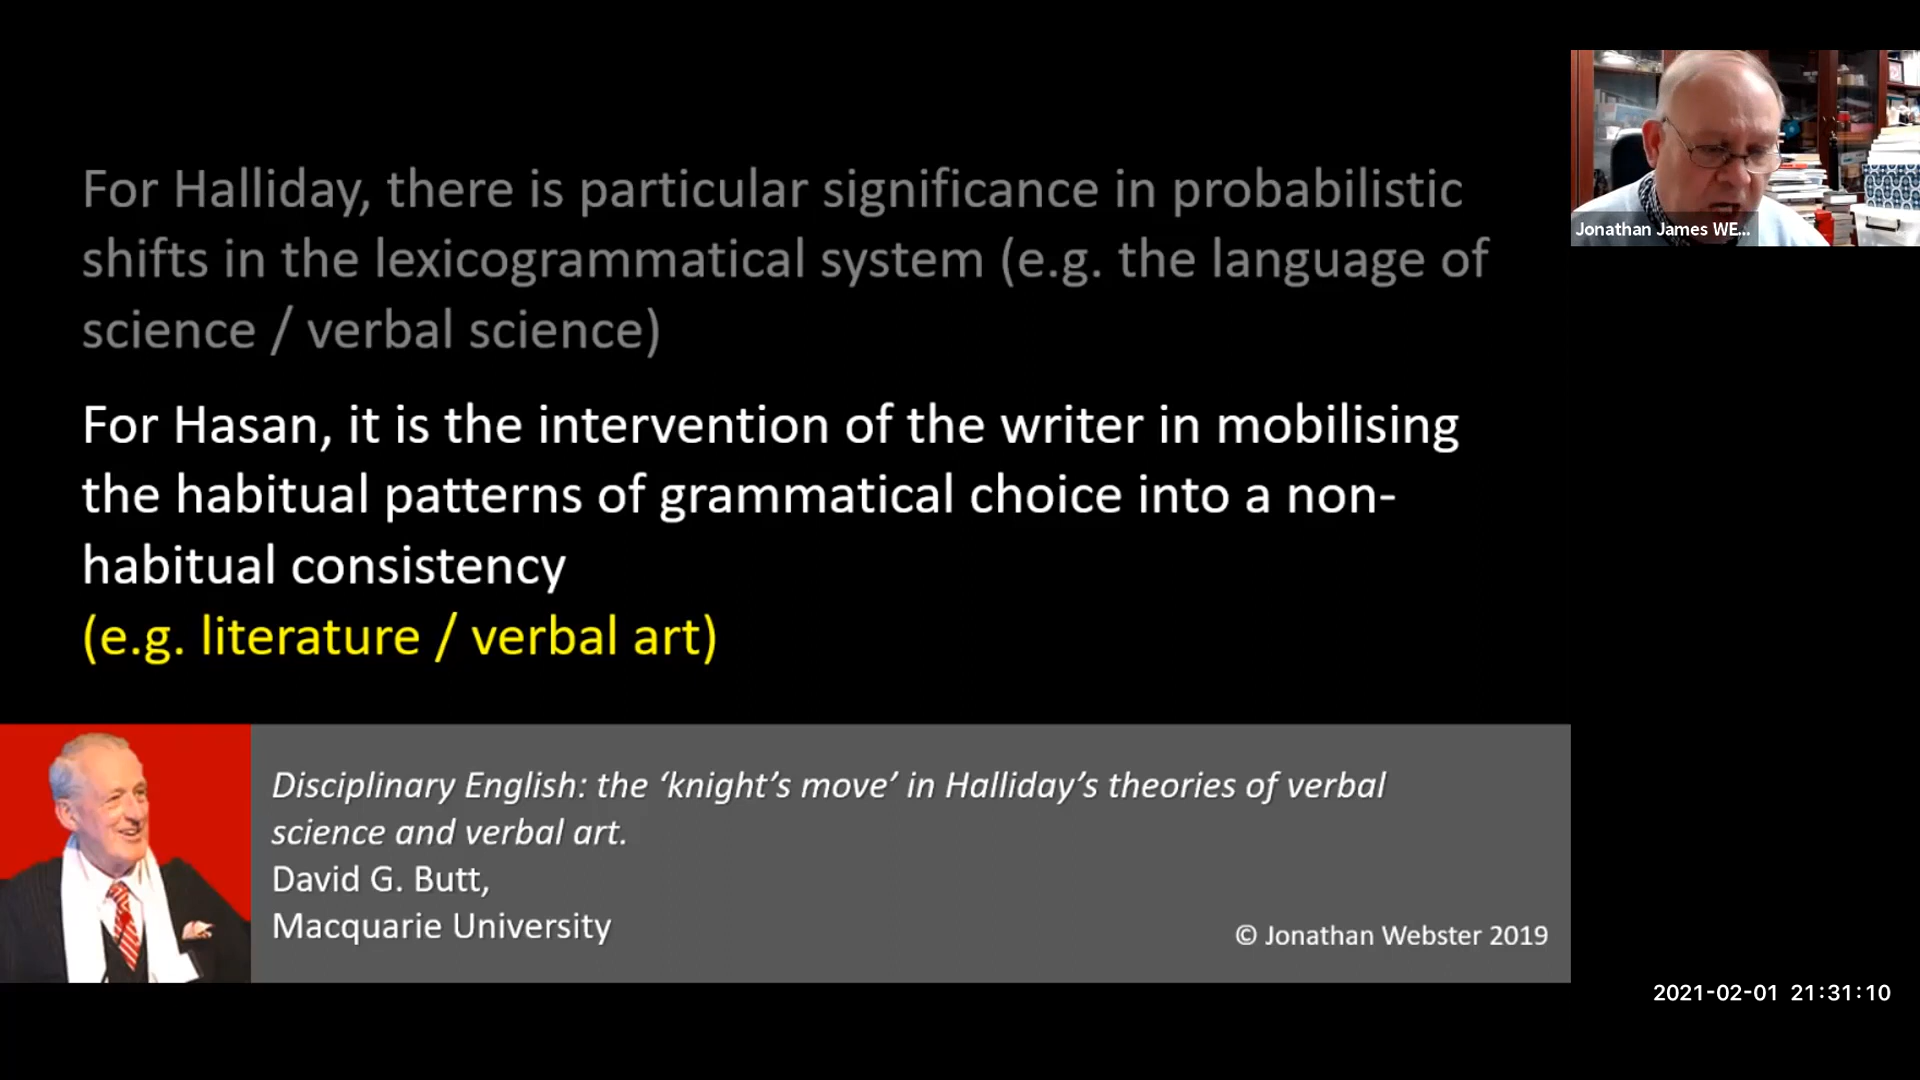 For Halliday, there is particular significance in probabilistic
shifts in the lexicogrammatical system (e.g. the language of
science / verbal science)
For Hasan, it is the intervention of the writer in mobilising
the habitual patterns of grammatical choice into a non-
habitual consistency
(e.g. literature / verbal art)
Jonathan James WE...
Disciplinary English: the ‘knight’s move’ in Halliday’s theories of verbal
science and verbal art.
David G. Butt,
Macquarie University
© Jonathan Webster 2019
2021-02-01 21:31:10